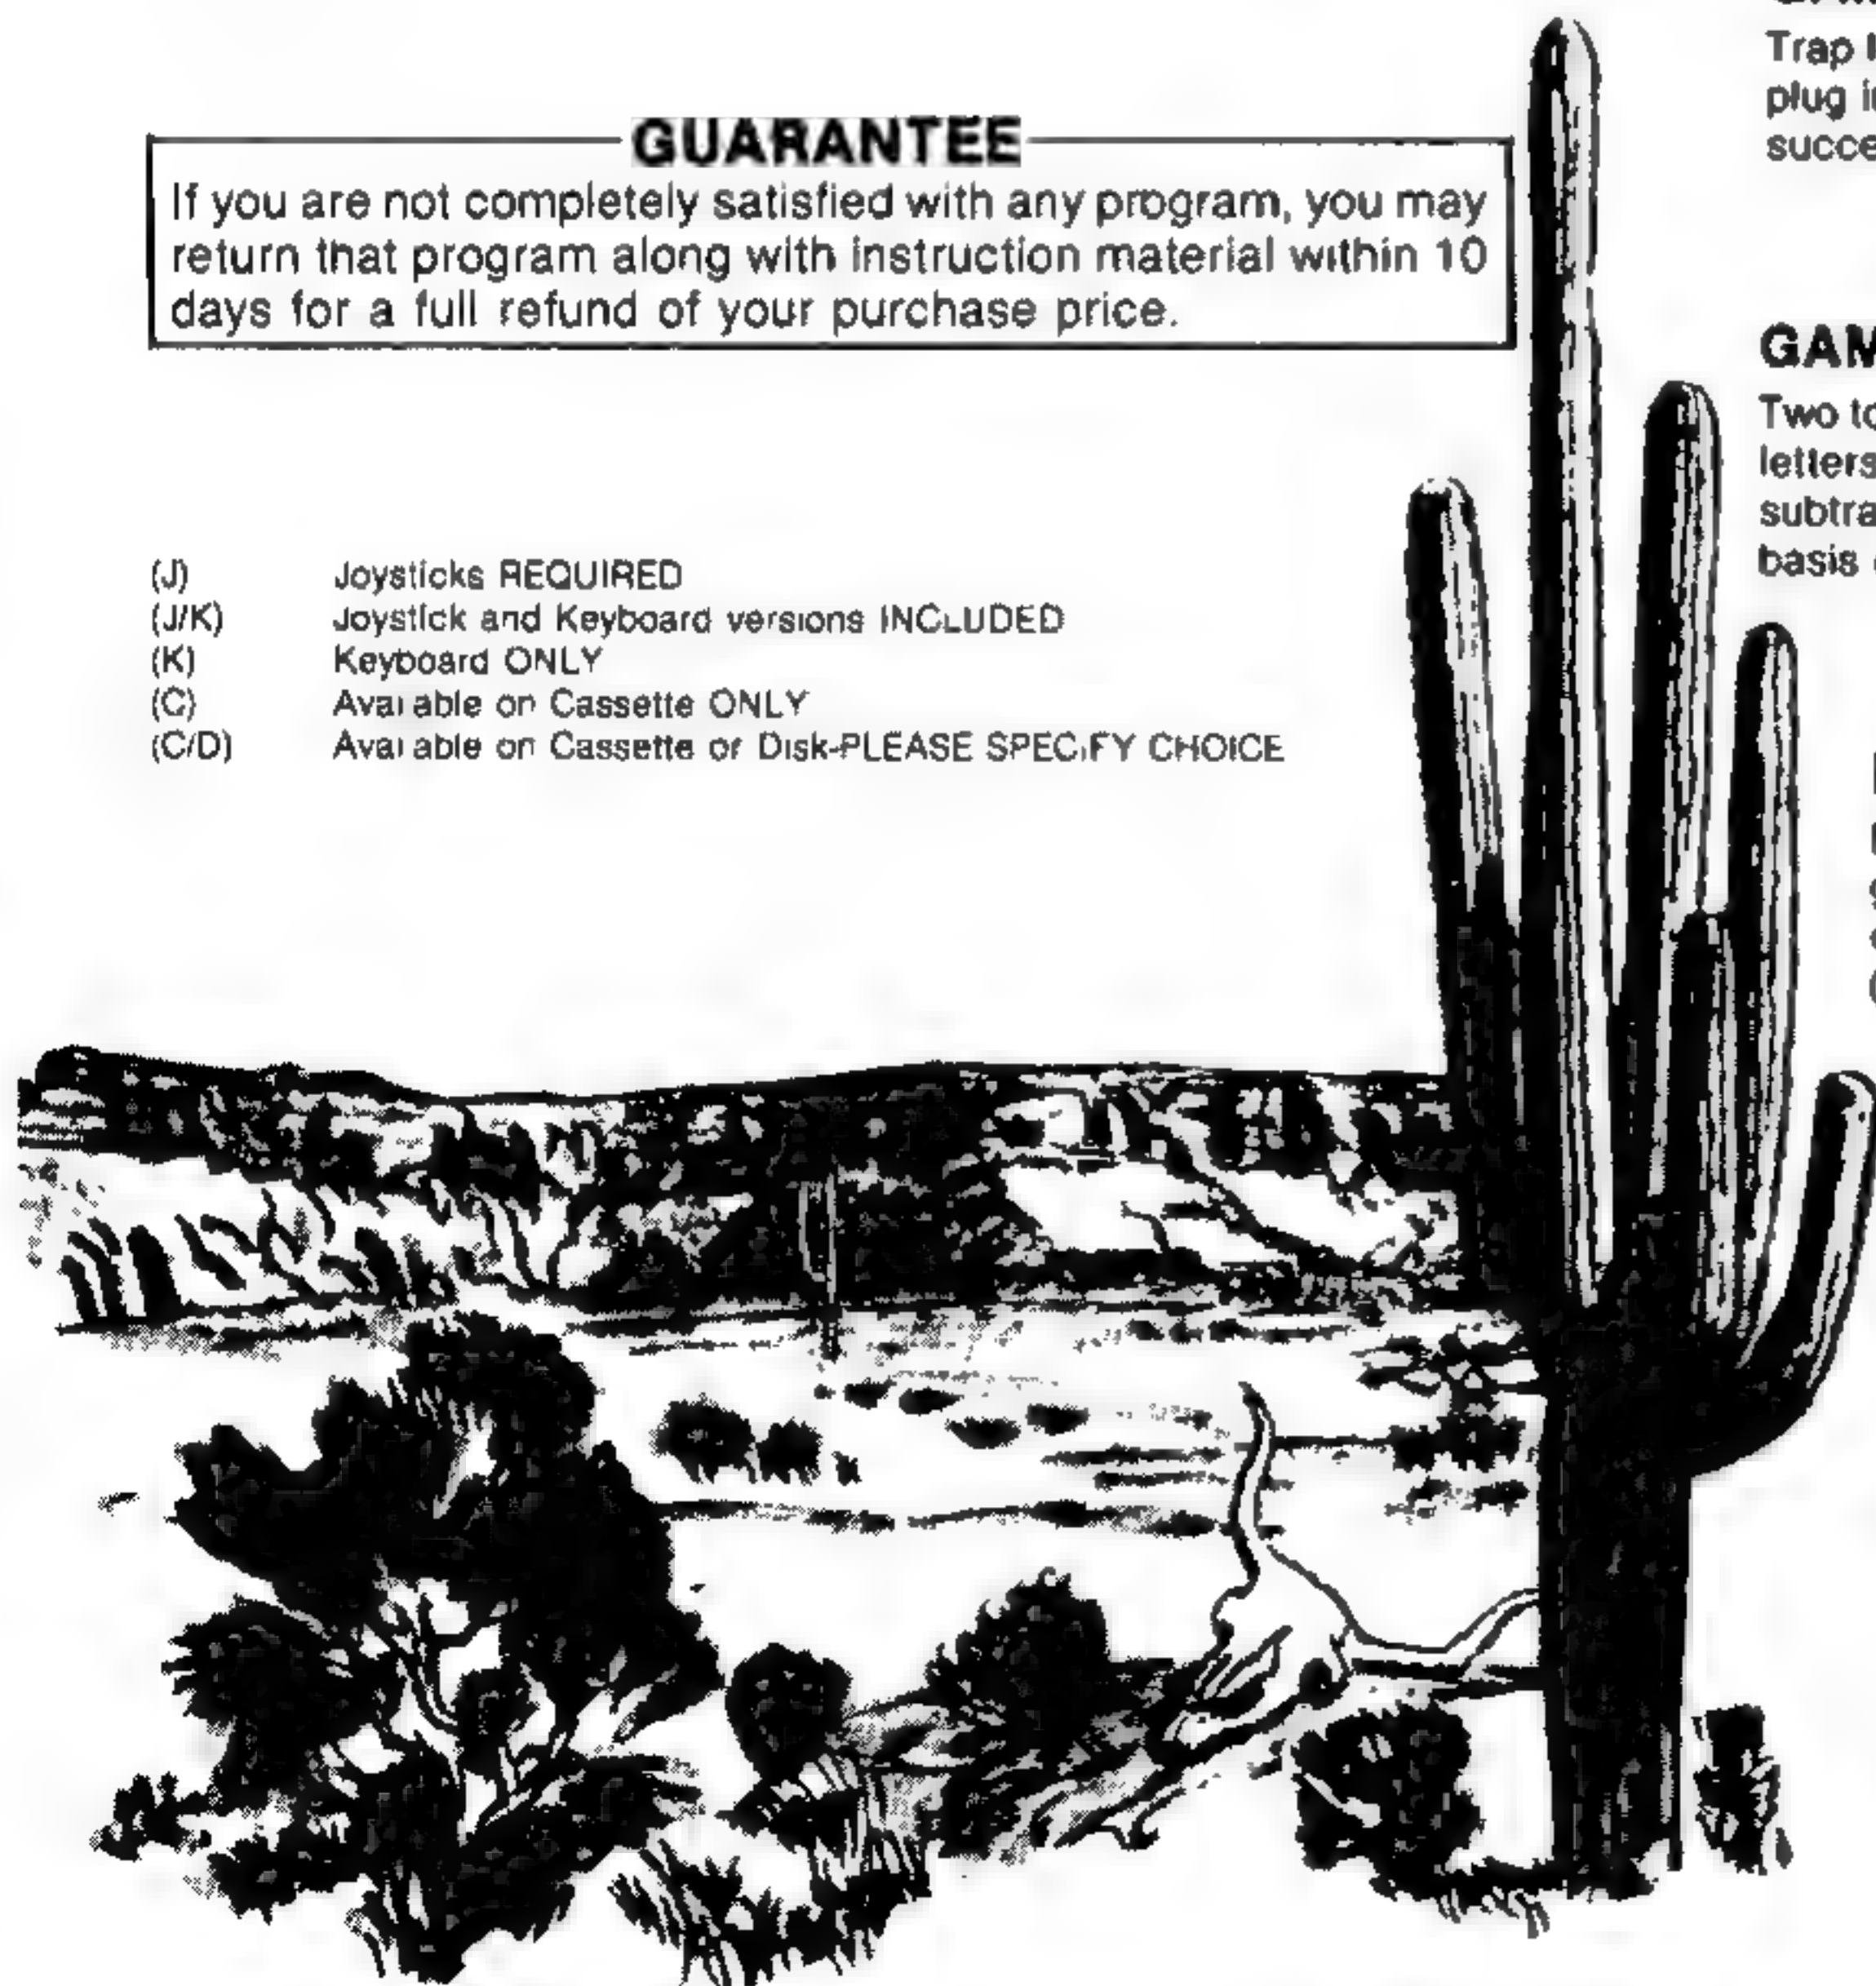 GUARANTEE
If you are not completely satisfied with any program, you may
return that program along with instruction material within 10
days for a full refund of your purchase price.
(J) Joysticks REQUIRED
(J/K) Joystick and Keyboard versions INCLUDED
(K) Keyboard ONLY
(C) Available on Cassette ONLY
(C/D) Available on Cassette or Disk-PLEASE SPECIFY CHOICE
Trap
plug
succe
GAM
Two
letters
subtra
basis